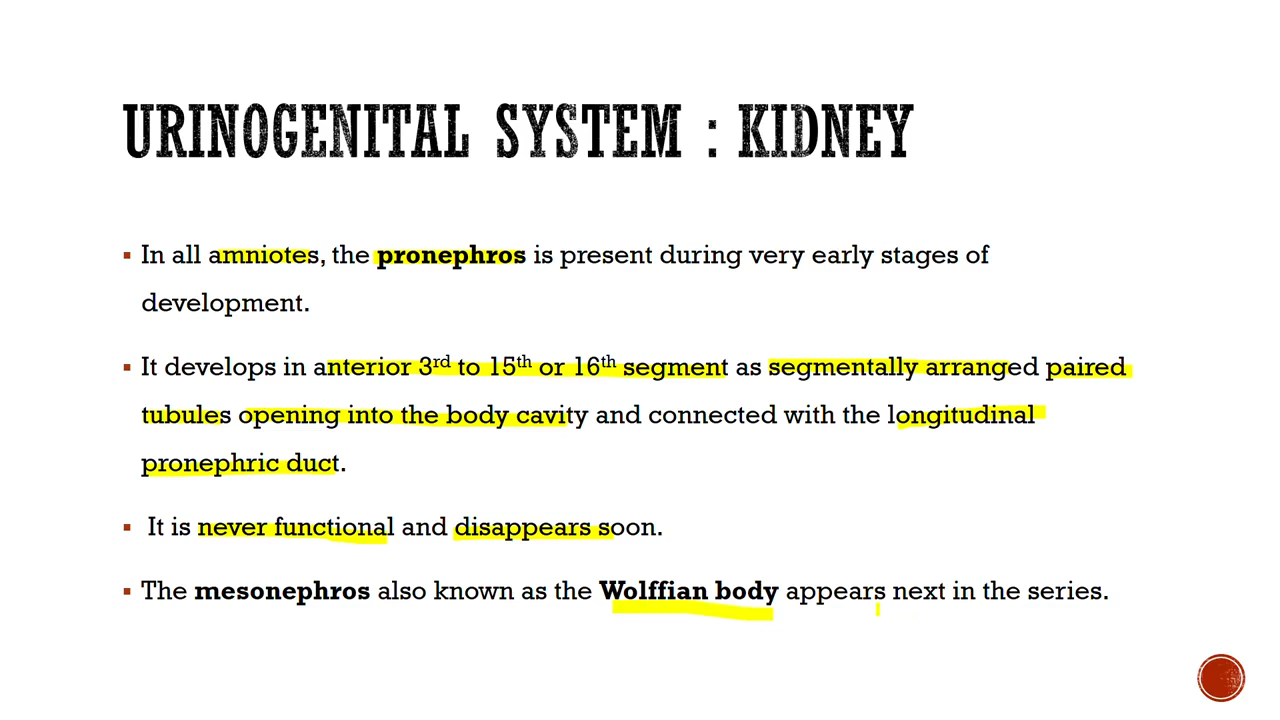 URINOGENITAL SYSTEM : KIDNEY
▪ In all amniotes, the pronephros is present during very early stages of
development.
▪ It develops in anterior 3rd to 15th or 16th segment as segmentally arranged paired
tubules opening into the body cavity and connected with the longitudinal
pronephric duct.
▪ It is never functional and disappears soon.
▪ The mesonephros also known as the Wolffian body appears next in the series.